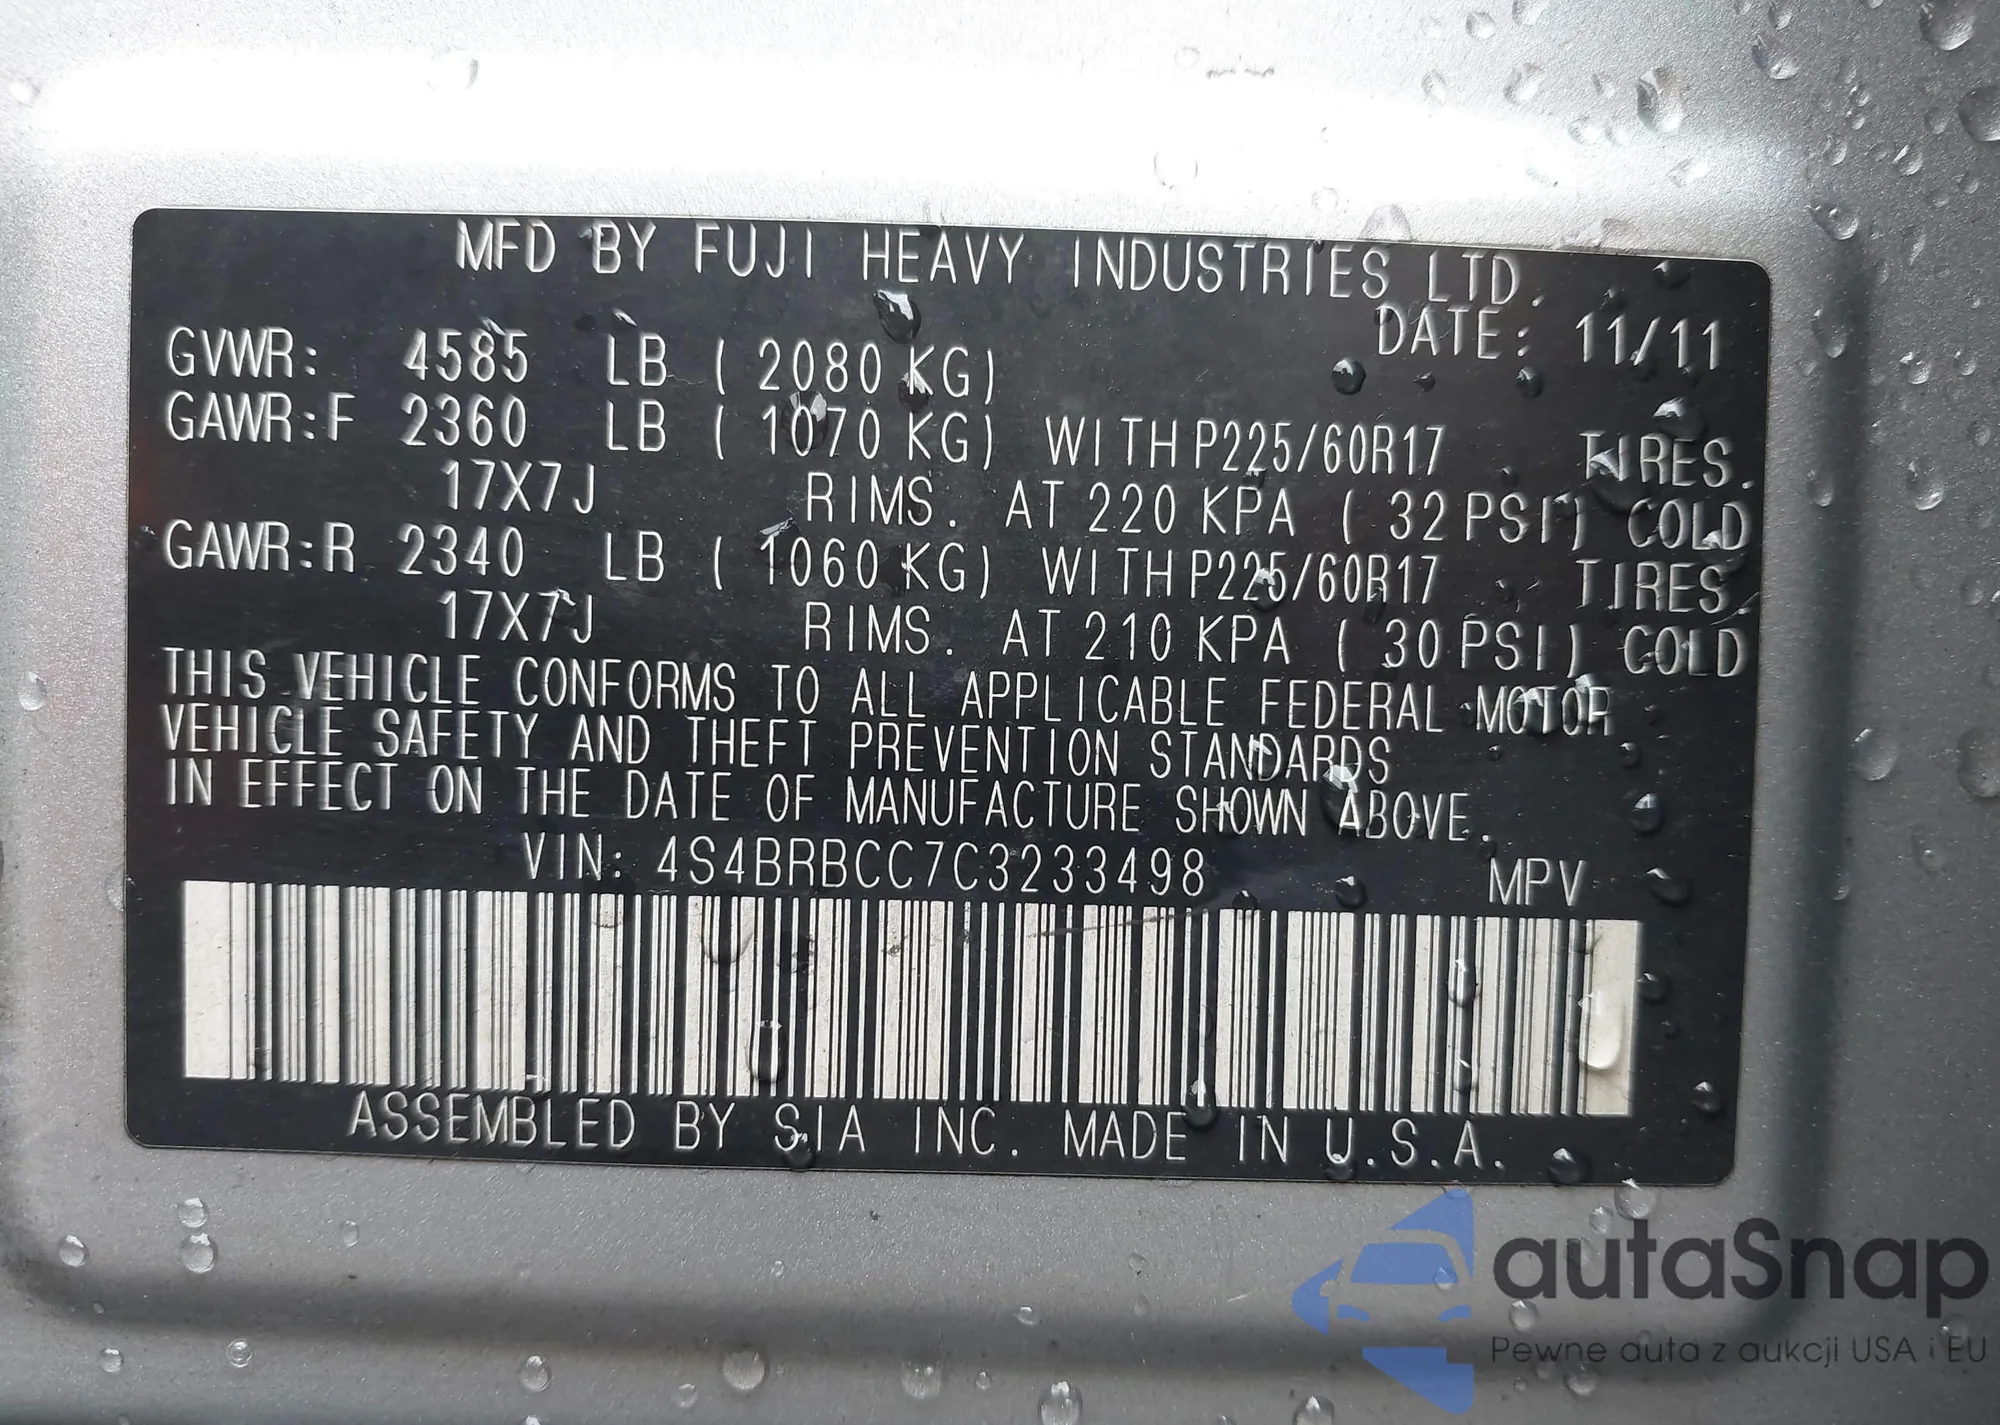 MFD BY FUJI HEAVY INDUSTRIES LTD.
DATE: 11/11
GVWR: 4585 LB ( 2080 KG)
GAWR:F 2360 LB ( 1070 KG) WITH P225/60R17 TIRES.
17X7J RIMS. AT 220 KPA ( 32 PSI) COLD
GAWR:R 2340 LB ( 1060 KG) WITH P225/60R17 TIRES.
17X7J RIMS. AT 210 KPA ( 30 PSI) COLD
THIS VEHICLE CONFORMS TO ALL APPLICABLE FEDERAL MOTOR
VEHICLE SAFETY AND THEFT PREVENTION STANDARDS
IN EFFECT ON THE DATE OF MANUFACTURE SHOWN ABOVE.
VIN: 4S4BRBCC7C3233498 MPV
ASSEMBLED BY SIA INC. MADE IN U.S.A.
autaSnap
Pewne auta z aukcji USA i EU